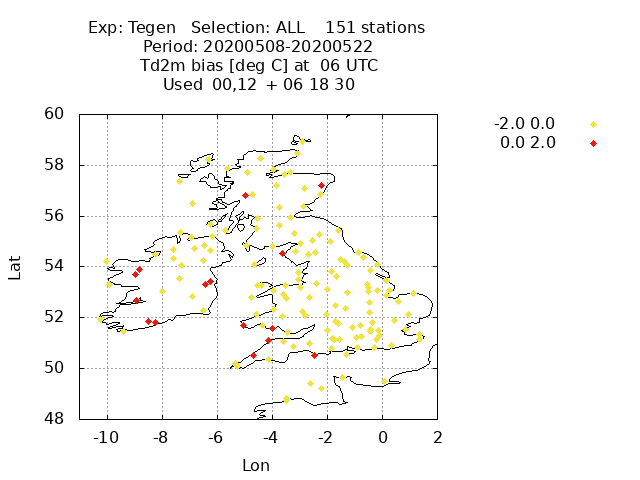 Exp: Tegen   Selection: ALL    151 stations
Period: 20200508-20200522
Td2m bias [deg C] at  06 UTC
Used  00,12  + 06 18 30
-2.0 0.0
0.0 2.0
60
58
56
54
52
50
48
Lat
-10 -8 -6 -4 -2 0 2
Lon